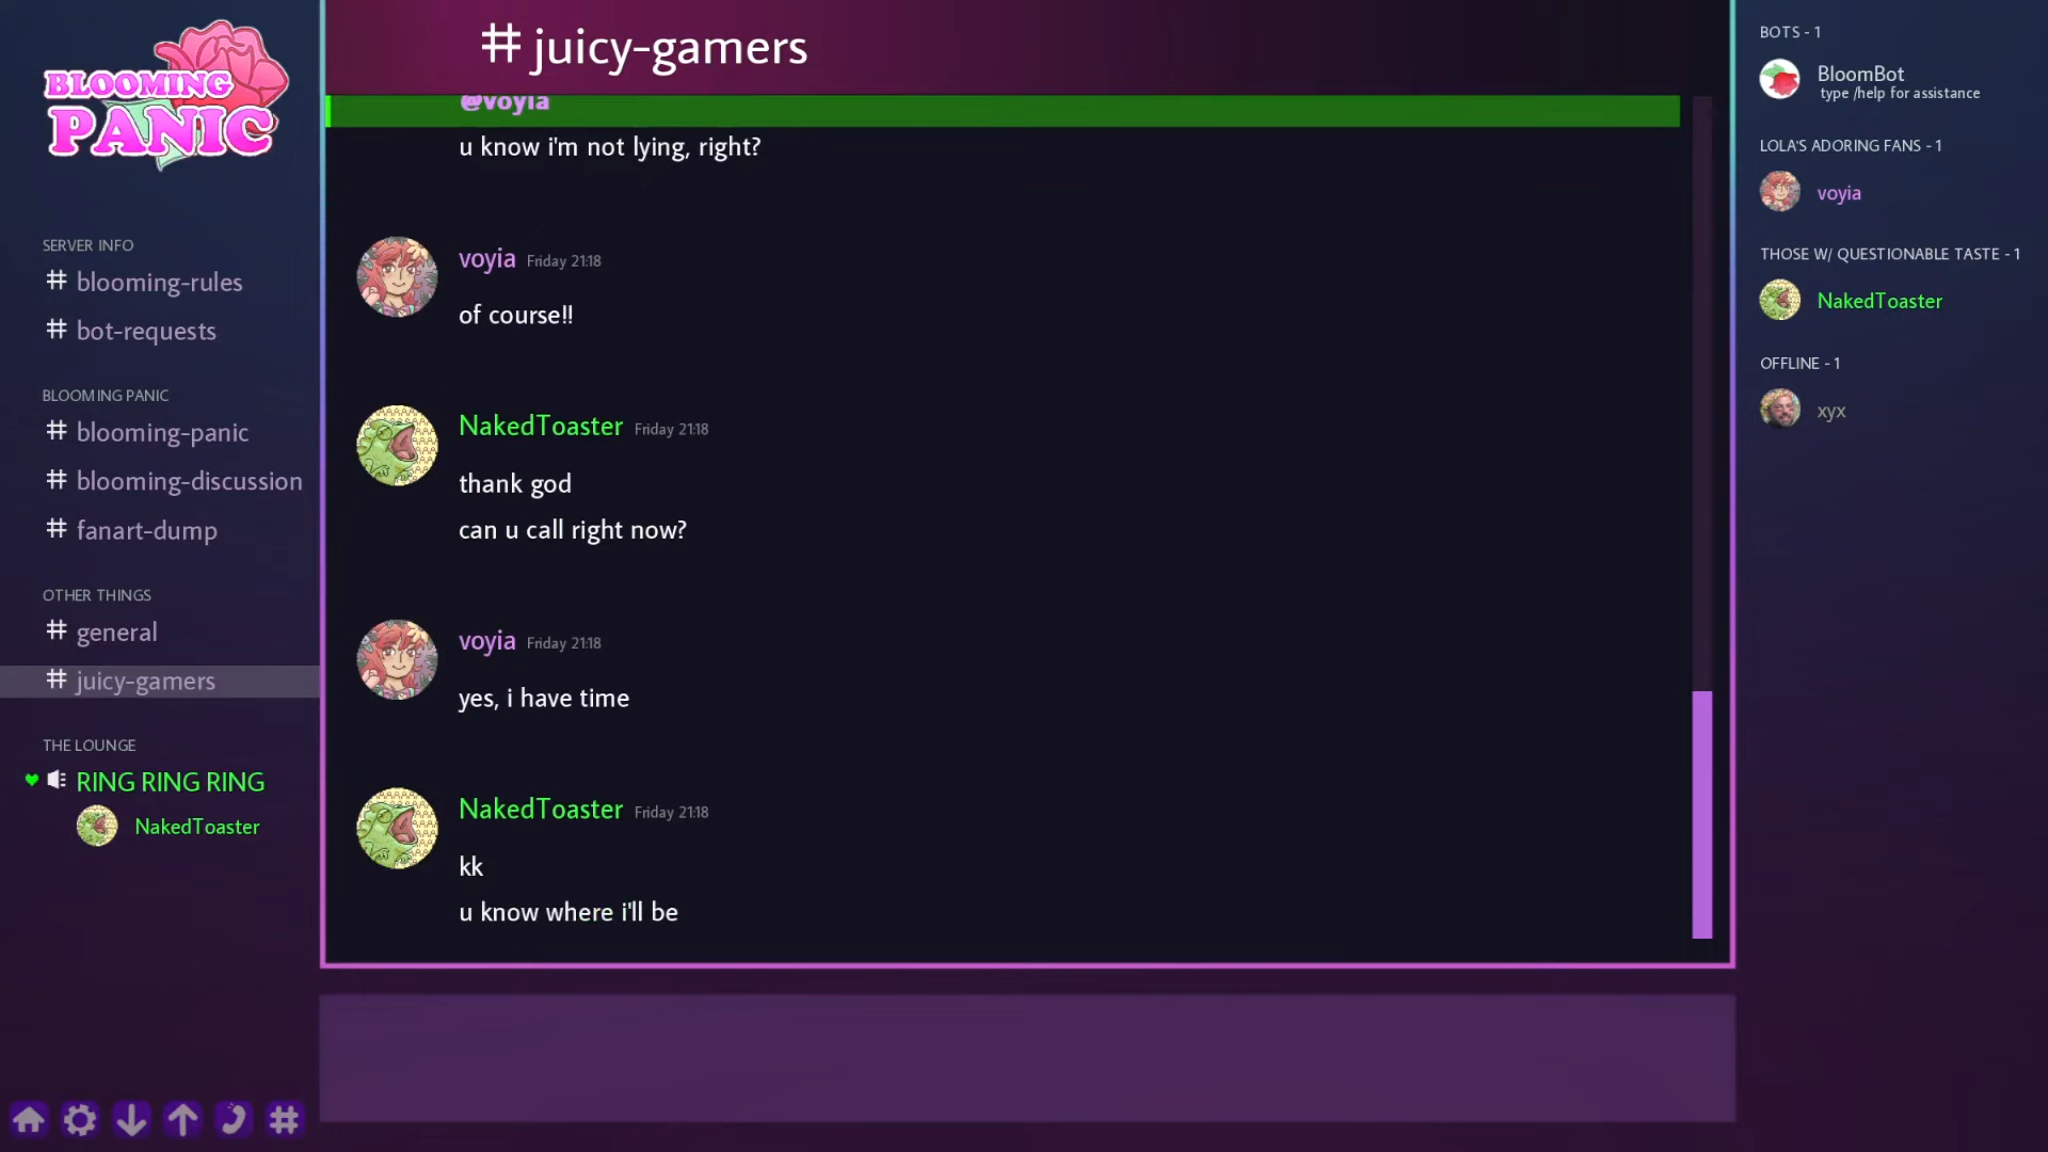 BLOOMING
PANIC
SERVER INFO
# blooming-rules
# bot-requests
BLOOMING PANIC
# blooming-panic
# blooming-discussion
# fanart-dump
OTHER THINGS
# general
# juicy-gamers
THE LOUNGE
RING RING RING
NakedToaster
# juicy-gamers
@voyia
u know i'm not lying, right?
voyia Friday 21:18
of course!!
NakedToaster Friday 21:18
thank god
can u call right now?
voyia Friday 21:18
yes, i have time
NakedToaster Friday 21:18
kk
u know where i'll be
BOTS - 1
BloomBot
type /help for assistance
LOLA'S ADORING FANS - 1
voyia
THOSE W/ QUESTIONABLE TASTE - 1
NakedToaster
OFFLINE - 1
xyx